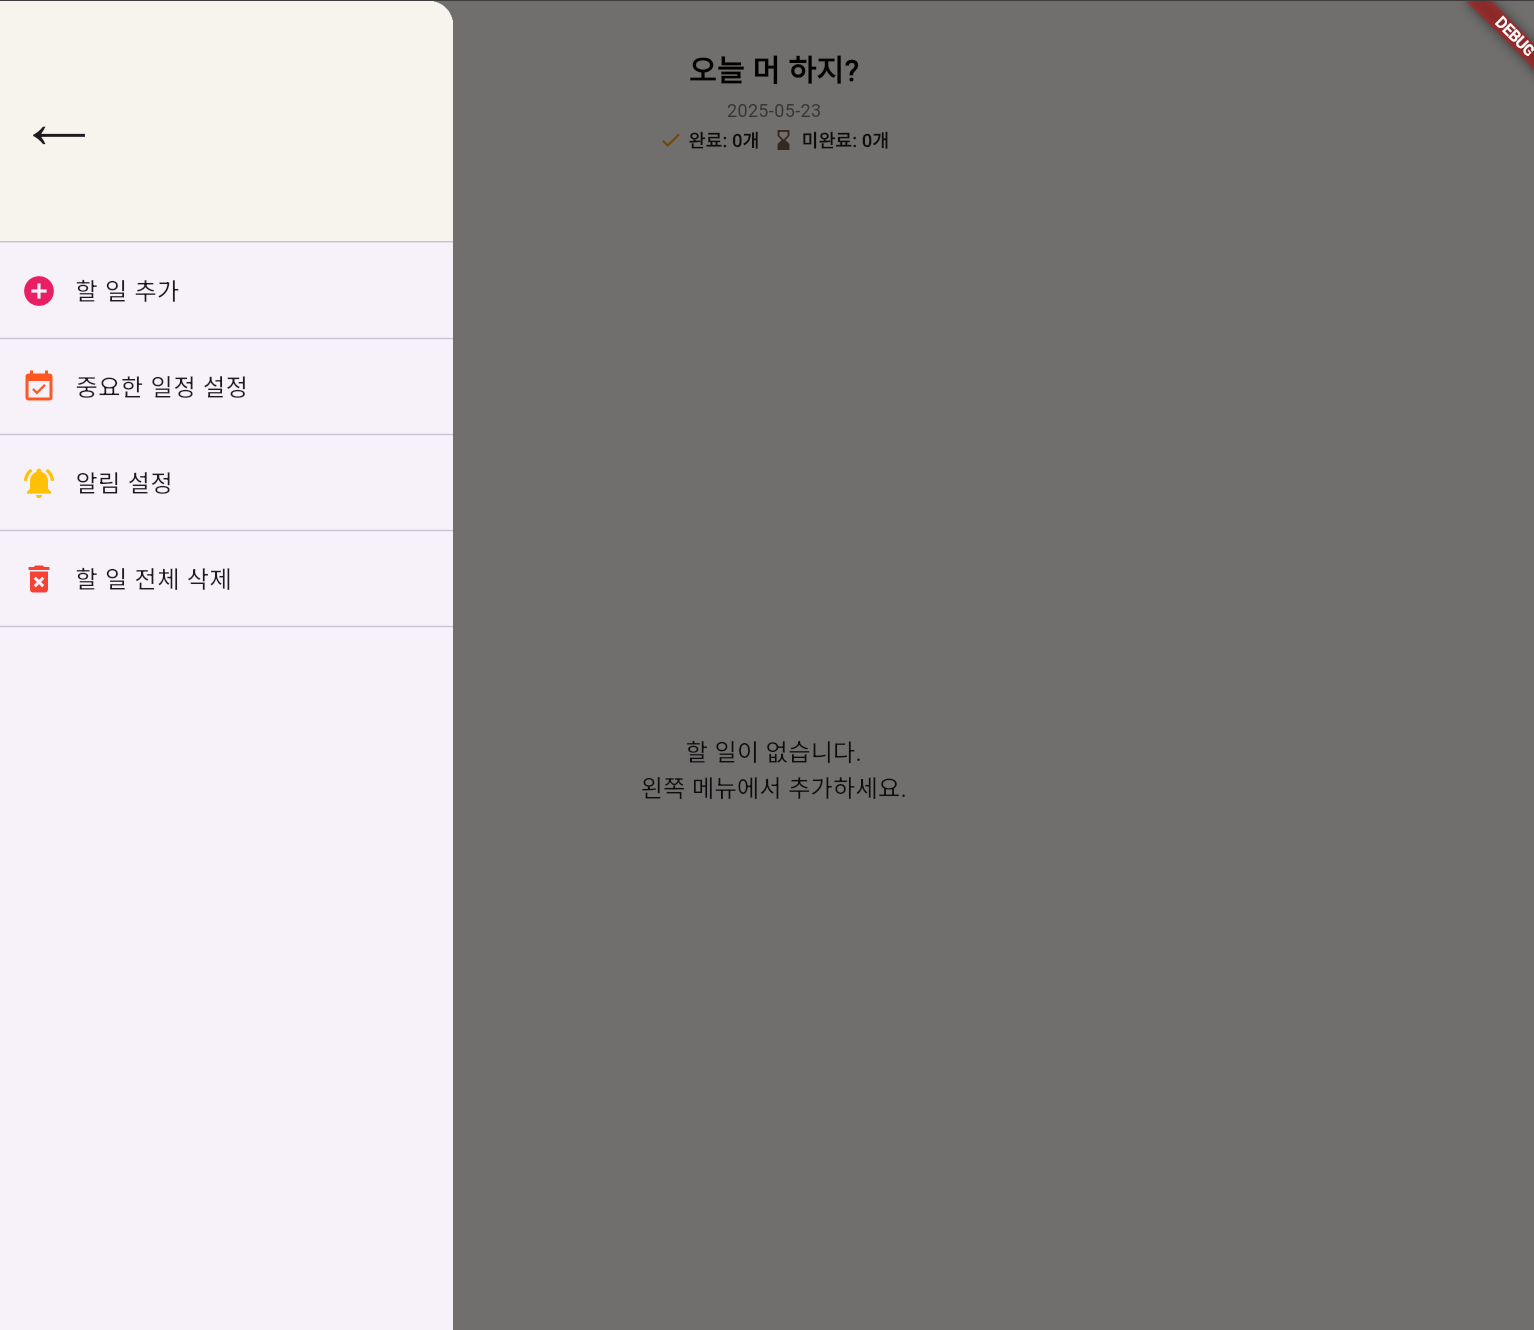 오늘 머 하지?
2025-05-23
완료: 0개 미완료: 0개
할 일 추가
중요한 일정 설정
알림 설정
할 일 전체 삭제
할 일이 없습니다.
왼쪽 메뉴에서 추가하세요.
DEBUG